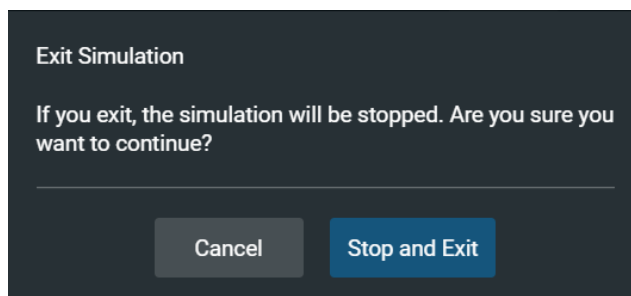 Exit Simulation
If you exit, the simulation will be stopped. Are you sure you
want to continue?
Cancel
Stop and Exit